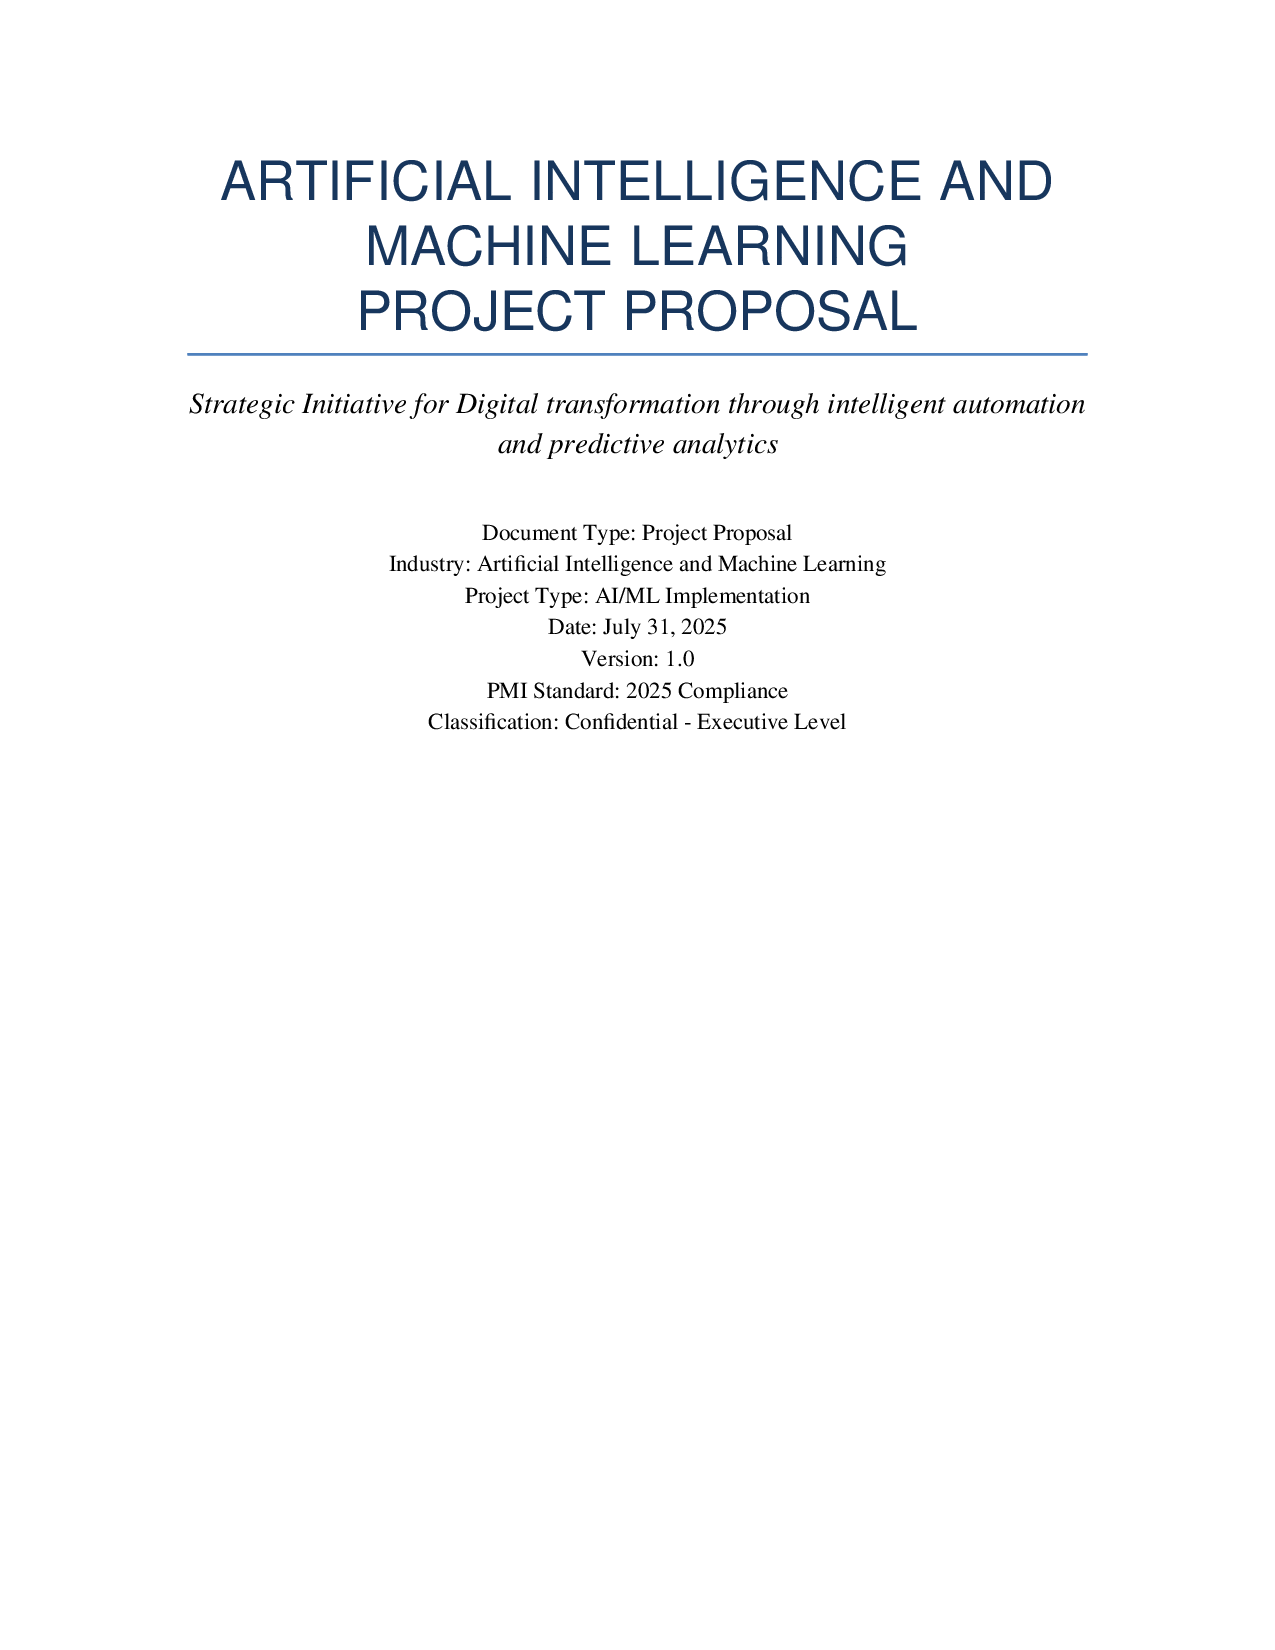 ARTIFICIAL INTELLIGENCE AND
MACHINE LEARNING
PROJECT PROPOSAL
Strategic Initiative for Digital transformation through intelligent automation
and predictive analytics
Document Type: Project Proposal
Industry: Artificial Intelligence and Machine Learning
Project Type: AI/ML Implementation
Date: July 31, 2025
Version: 1.0
PMI Standard: 2025 Compliance
Classification: Confidential - Executive Level